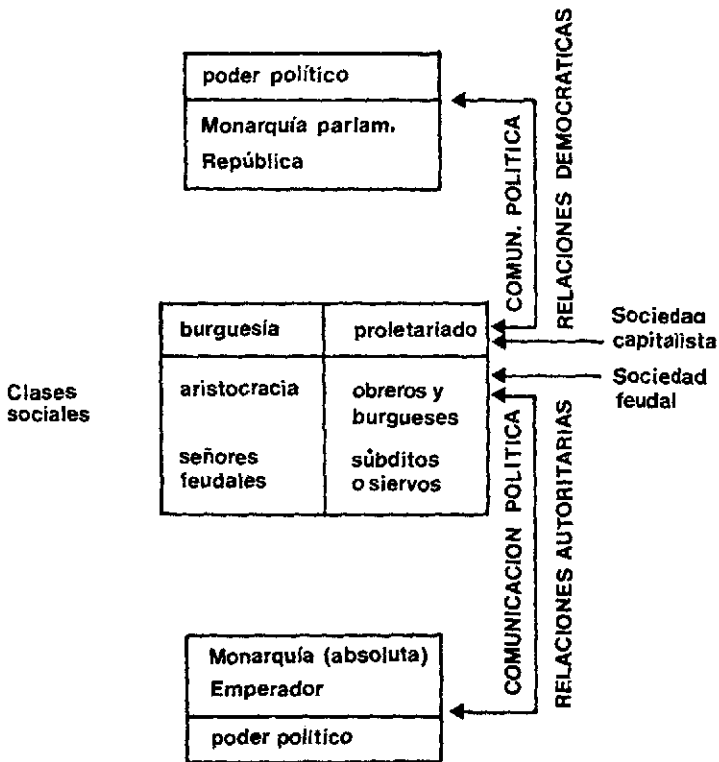 poder político
Monarquía parlam.
República
COMUN. POLITICA
RELACIONES DEMOCRATICAS
burguesía proletariado
Sociedad
capitalista
Clases
sociales
aristocracia obreros y
burgueses
Sociedad
feudal
señores
feudales
súbditos
o siervos
COMUNICACION POLITICA
RELACIONES AUTORITARIAS
Monarquía (absoluta)
Emperador
poder político